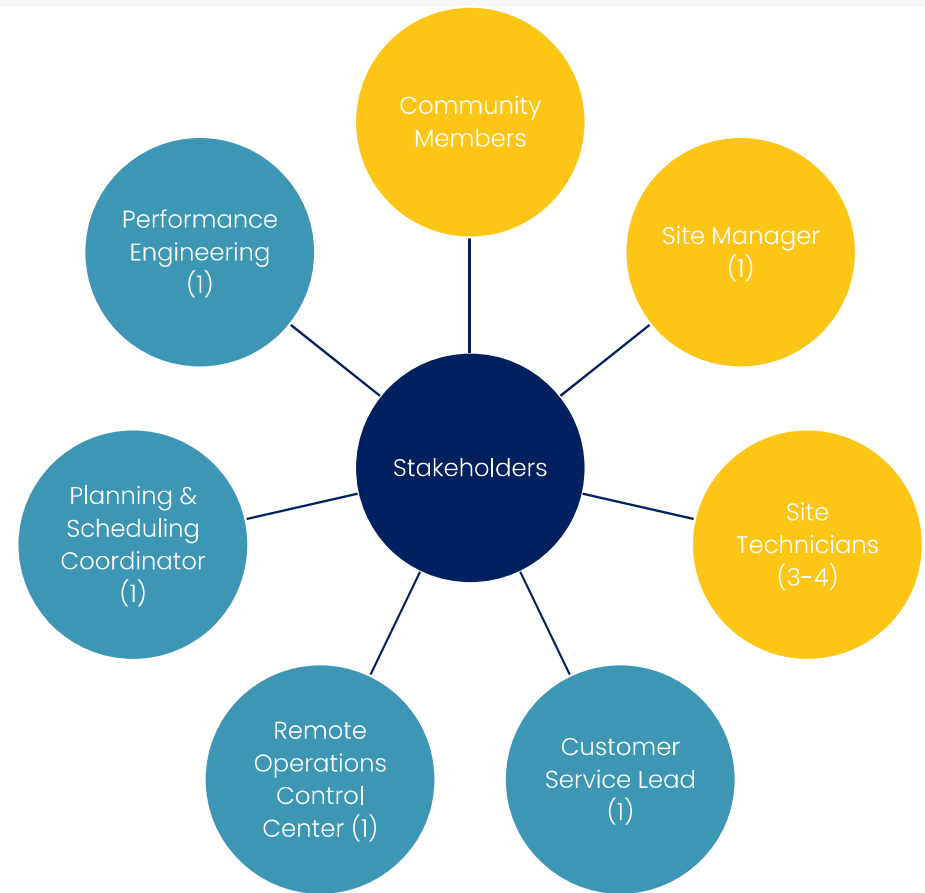 Community
Members
Site Manager
(1)
Site
Technicians
(3-4)
Customer
Service Lead
(1)
Remote
Operations
Control
Center (1)
Planning &
Scheduling
Coordinator
(1)
Performance
Engineering
(1)
Stakeholders